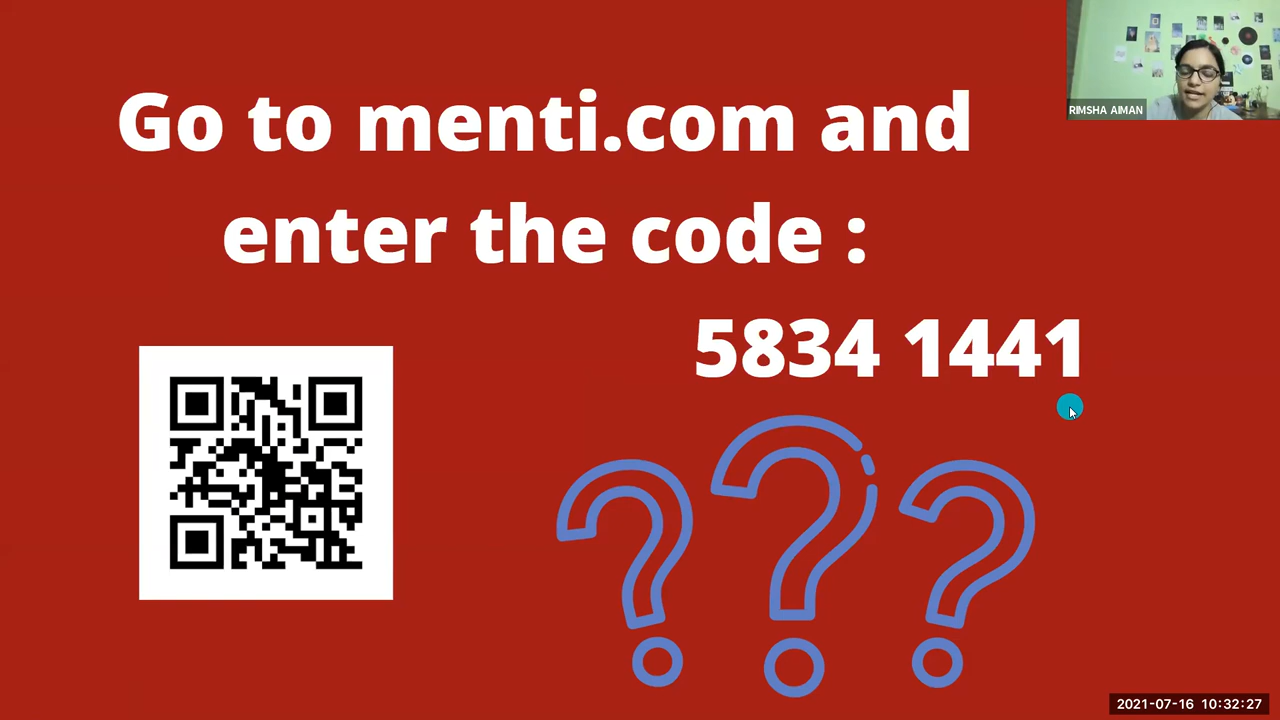 Go to menti.com and
enter the code :
5834 1441
RIMSHA AIMAN
2021-07-16 10:32:27